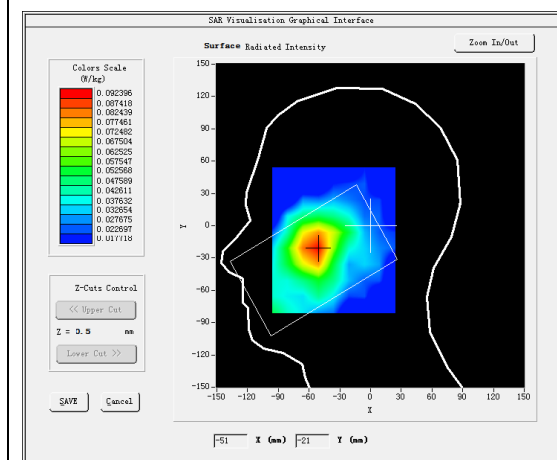 SAR Visualisation Graphical Interface
Surface Radiated Intensity
Zoom In/Out
Colors Scale
(W/kg)
0.092396
0.087418
0.082439
0.077461
0.072482
0.067504
0.062525
0.057547
0.052568
0.047589
0.042611
0.037632
0.032654
0.027675
0.022697
0.017718
150
90
60
30
0
-30
-60
-90
-120
-150
Y
-150 -120 -90 -60 -30 0 30 60 90 120 150
X
Z-Cuts Control
<< Upper Cut
Z = 0.5 mm
Lower Cut >>
SAVE Cancel
-51 X (mm) -21 Y (mm)